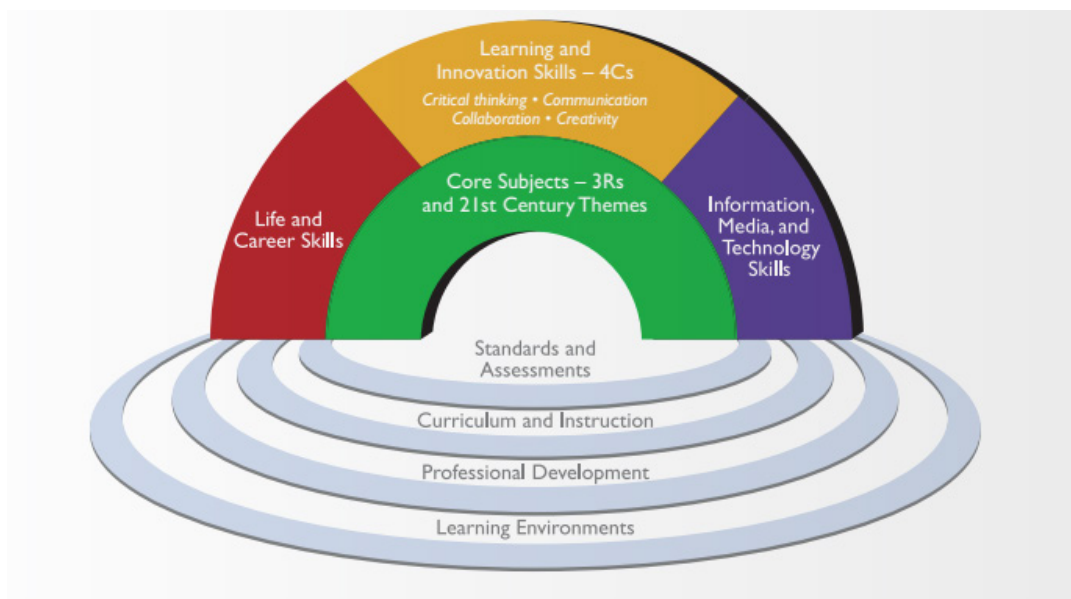 Learning and
Innovation Skills – 4Cs
Critical thinking • Communication
Collaboration • Creativity
Core Subjects – 3Rs
and 21st Century Themes
Life and
Career Skills
Information,
Media, and
Technology
Skills
Standards and
Assessments
Curriculum and Instruction
Professional Development
Learning Environments